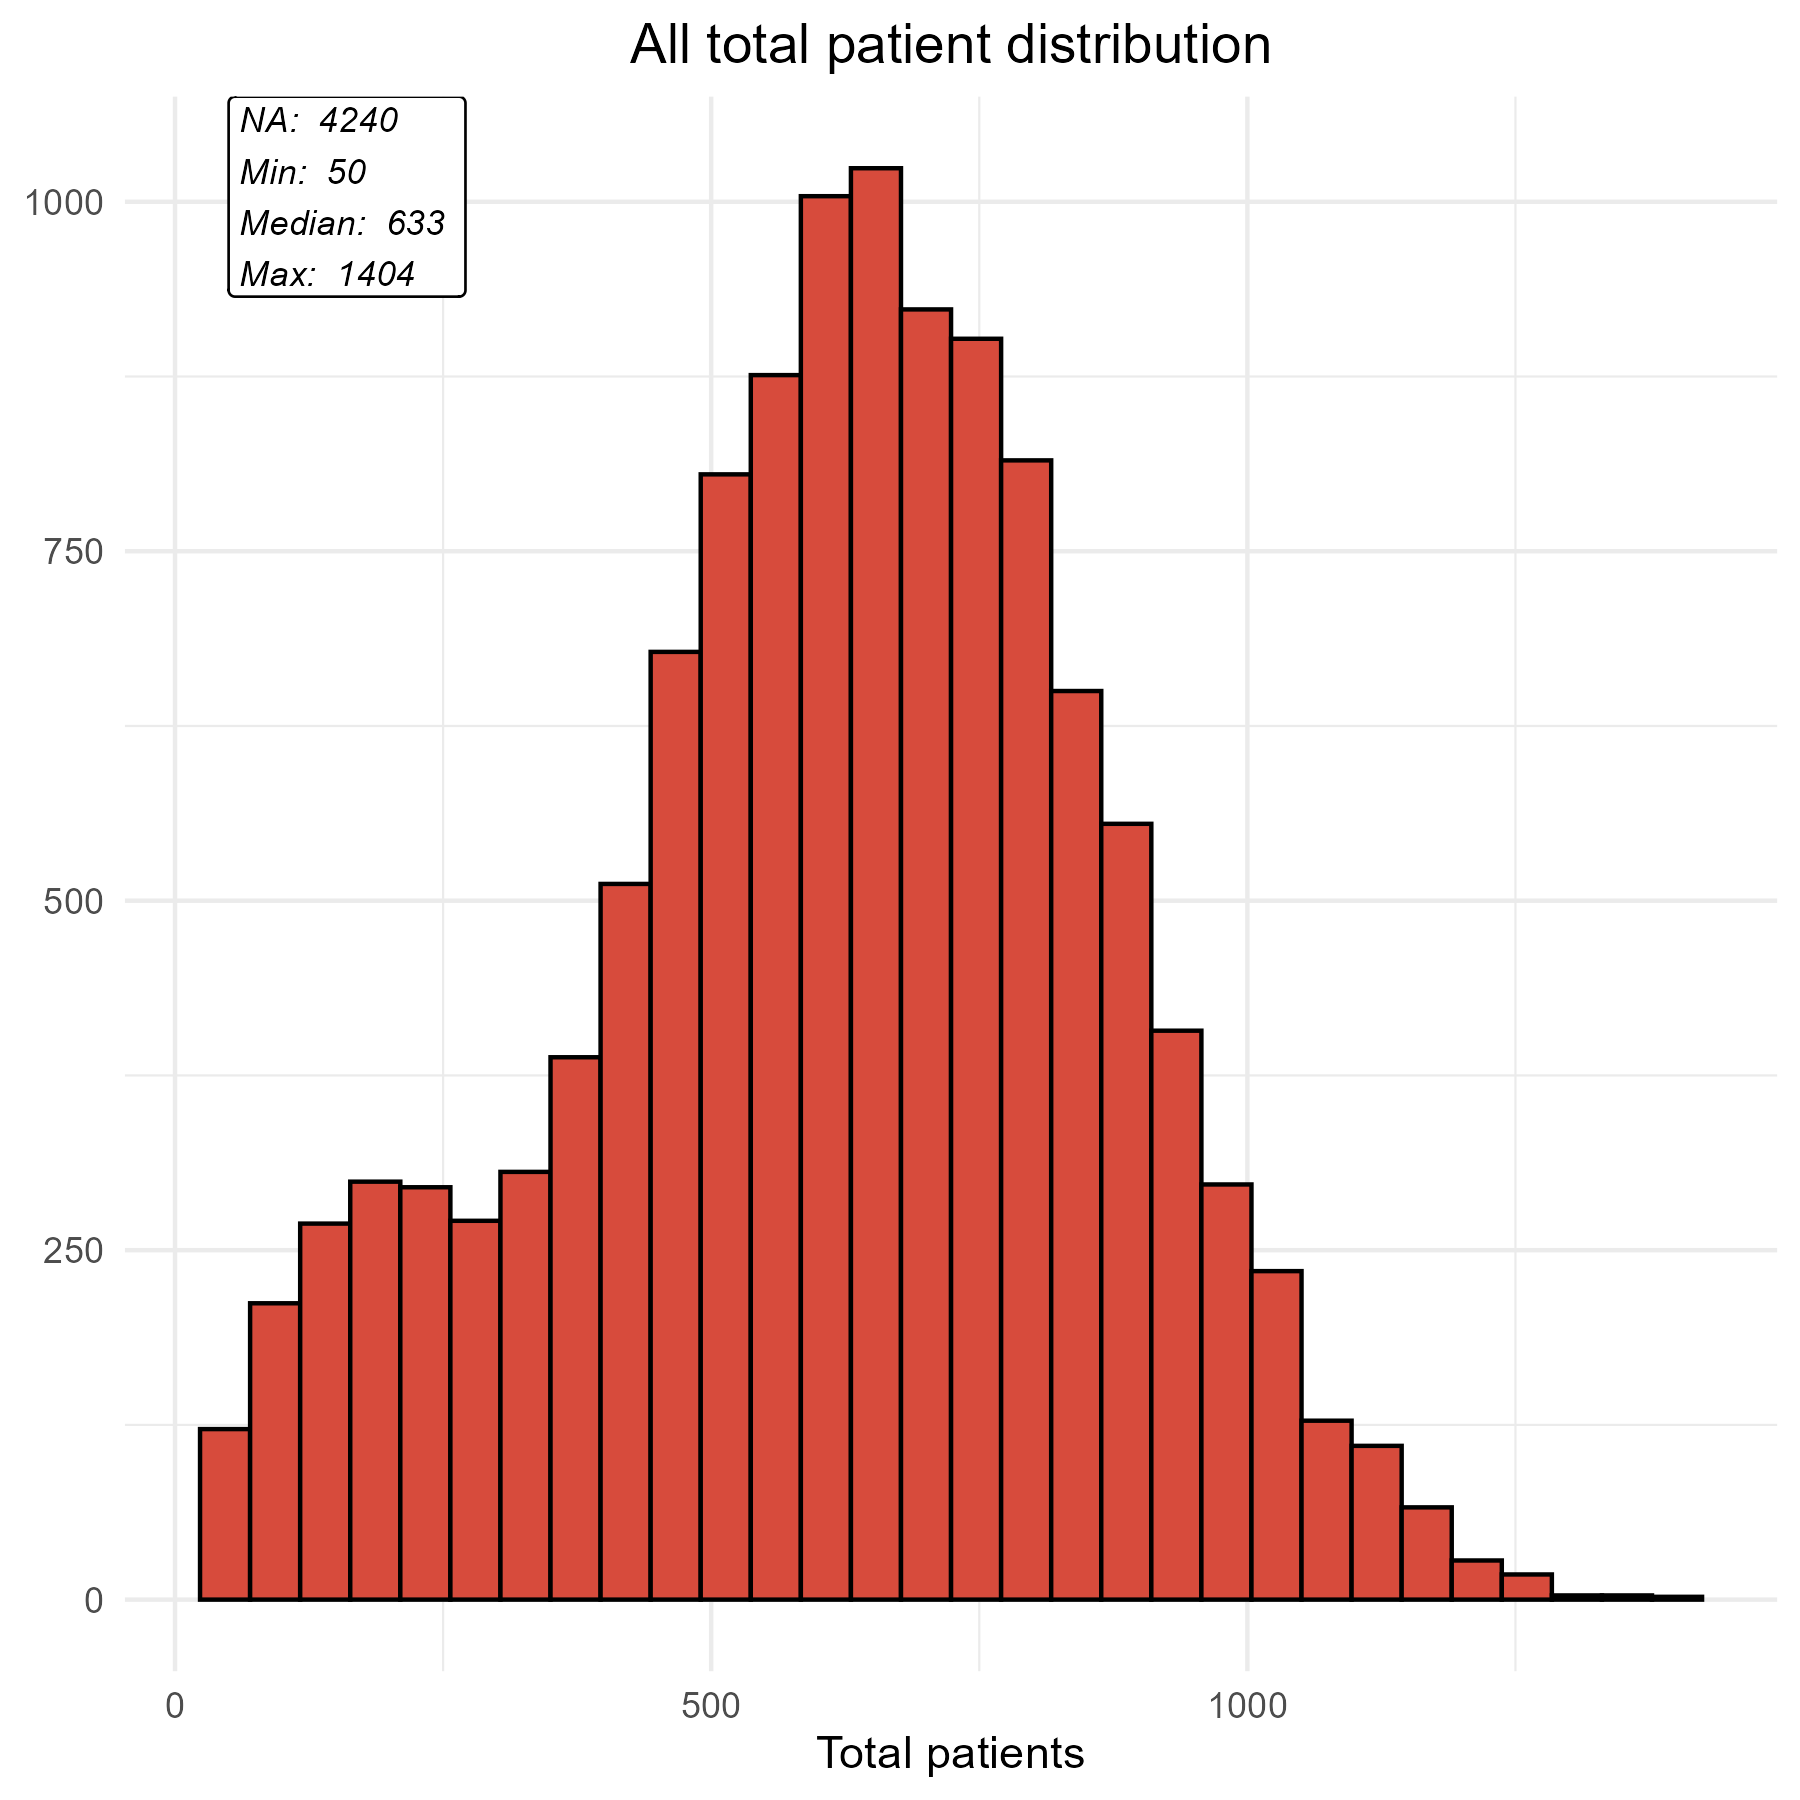 All total patient distribution
NA: 4240
Min: 50
Median: 633
Max: 1404
1000
750
500
250
0
0 500 1000
Total patients